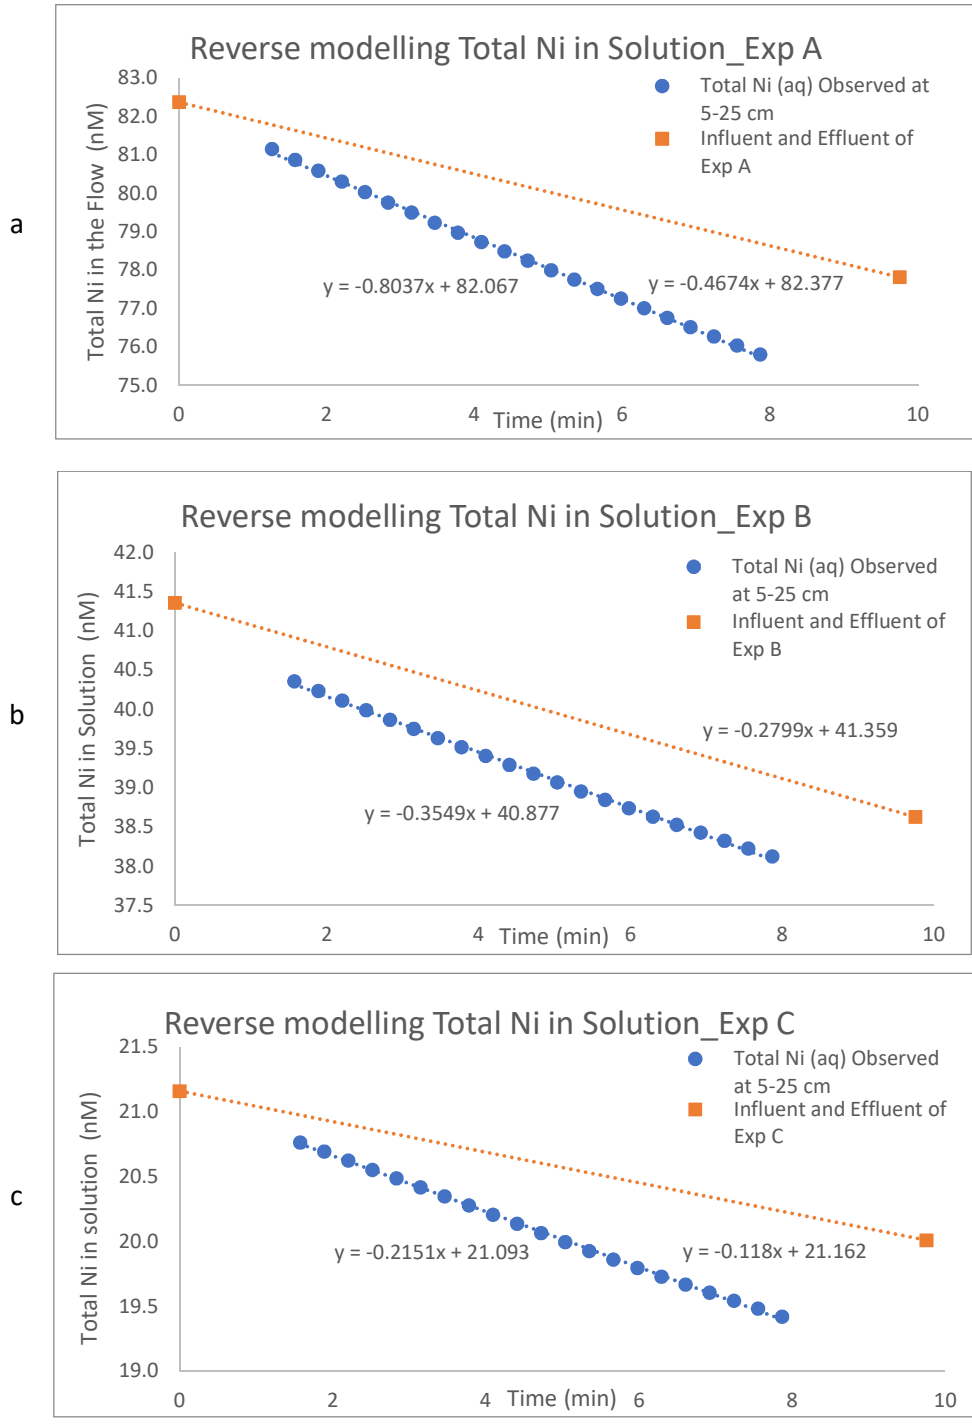 a
Reverse modelling Total Ni in Solution_Exp A
Total Ni in the Flow (nM)
83.0
82.0
81.0
80.0
79.0
78.0
77.0
76.0
75.0
Total Ni (aq) Observed at
5-25 cm
Influent and Effluent of
Exp A
y = -0.8037x + 82.067
y = -0.4674x + 82.377
0 2 4 6 8 10
Time (min)
b
Reverse modelling Total Ni in Solution_Exp B
Total Ni in Solution (nM)
42.0
41.5
41.0
40.5
40.0
39.5
39.0
38.5
38.0
37.5
Total Ni (aq) Observed
at 5-25 cm
Influent and Effluent of
Exp B
y = -0.2799x + 41.359
y = -0.3549x + 40.877
0 2 4 6 8 10
Time (min)
c
Reverse modelling Total Ni in Solution_Exp C
Total Ni in solution (nM)
21.5
21.0
20.5
20.0
19.5
19.0
Total Ni (aq) Observed
at 5-25 cm
Influent and Effluent of
Exp C
y = -0.2151x + 21.093
y = -0.118x + 21.162
0 2 4 6 8 10
Time (min)